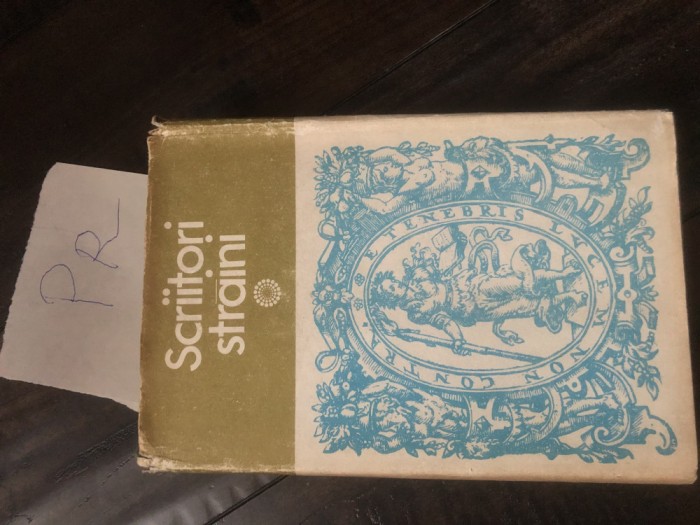 PR
Scriitori
străini
E TENEBRIS LVCEM NON CONTRA